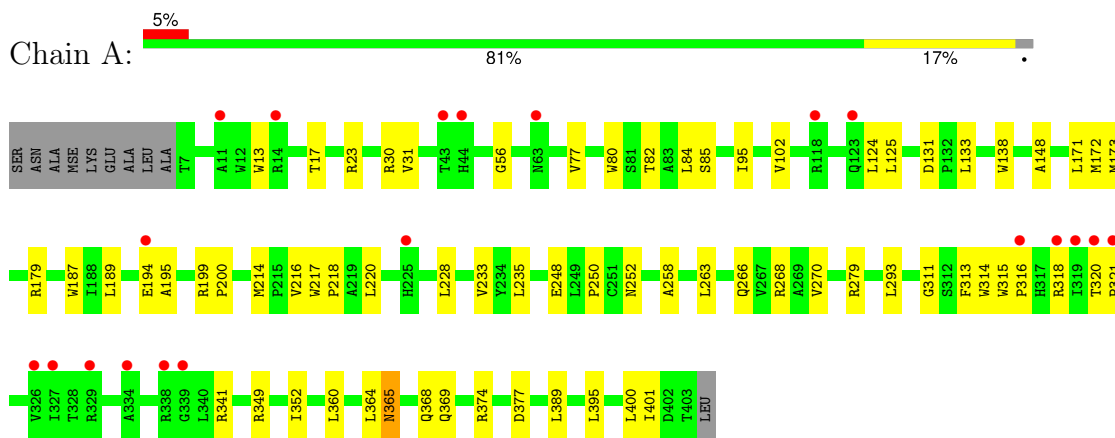 5%
Chain A:
81% 17% •
SER ASN ALA MSE LYS GLU ALA LEU ALA T7 A11 W12 W13 R14 T17 R23 R30 V31 T43 H44 G56 N63 V77 W80 S81 T82 A83 L84 S85 I95 V102 R118 Q123 L124 L125 D131 P132 L133 W138 A148 L171 M172 M173
R179 W187 I188 L189 E194 A195 R199 P200 M214 P215 V216 W217 P218 A219 L220 H225 L228 V233 Y234 L235 E248 L249 P250 C251 N252 A258 L263 Q266 V267 R268 A269 V270 R279 L293 G311 S312 F313 W314 W315 P316 H317 R318 I319 T320
V326 I327 T328 R329 A334 R338 G339 L340 R341 R349 I352 L360 L364 N365 Q368 Q369 R374 D377 L389 L395 L400 I401 D402 T403 LEU